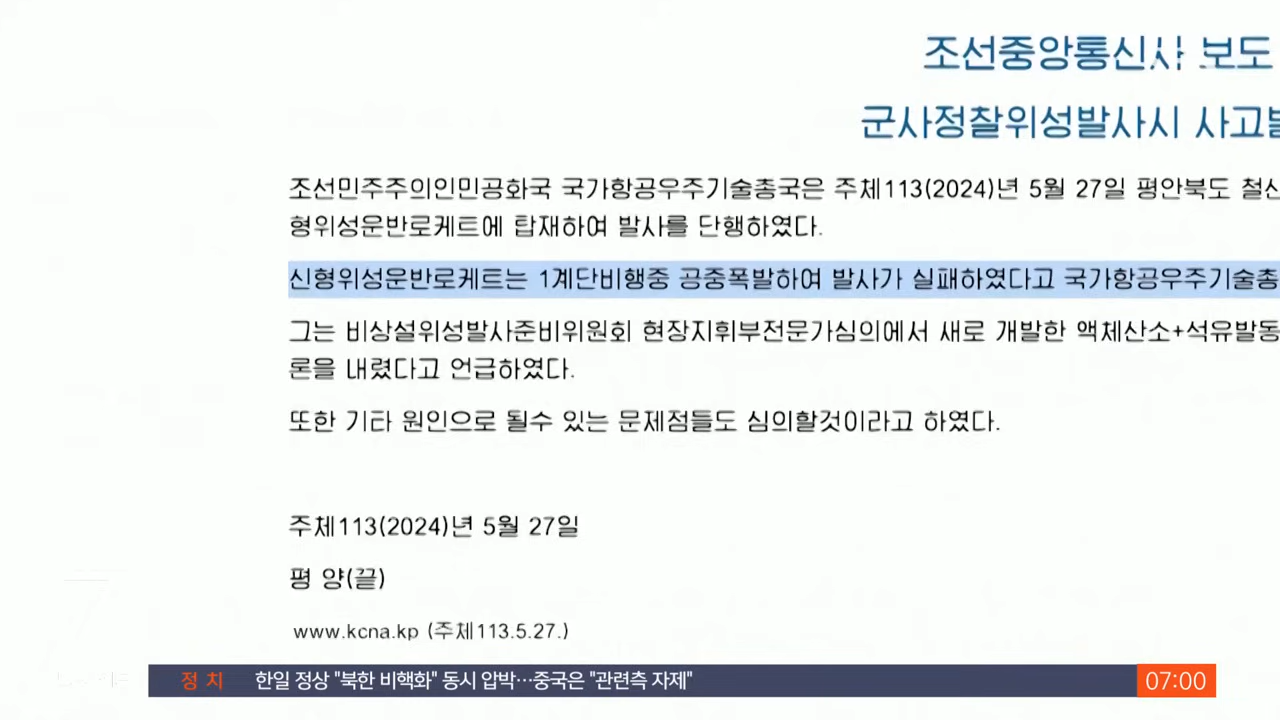 조선중앙통신사 보도
군사정찰위성발사시 사고
조선민주주의인민공화국 국가항공우주기술총국은 주체113(2024)년 5월 27일 평안북도 철산
형위성운반로케트에 탑재하여 발사를 단행하였다.
신형위성운반로케트는 1계단비행중 공중폭발하여 발사가 실패하였다고 국가항공우주기술총
그는 비상설위성발사준비위원회 현장지휘부전문가심의에서 새로 개발한 액체산소+석유발동
론을 내렸다고 언급하였다.
또한 기타 원인으로 될수 있는 문제점들도 심의할것이라고 하였다.
주체113(2024)년 5월 27일
평 양(끝)
www.kcna.kp (주체113.5.27.)
정 치 한일 정상 "북한 비핵화" 동시 압박…중국은 "관련측 자제" 07:00